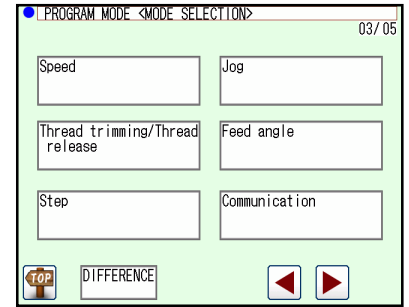 PROGRAM MODE <MODE SELECTION>
03/05
Speed
Jog
Thread trimming/Thread
release
Feed angle
Step
Communication
TOP
DIFFERENCE